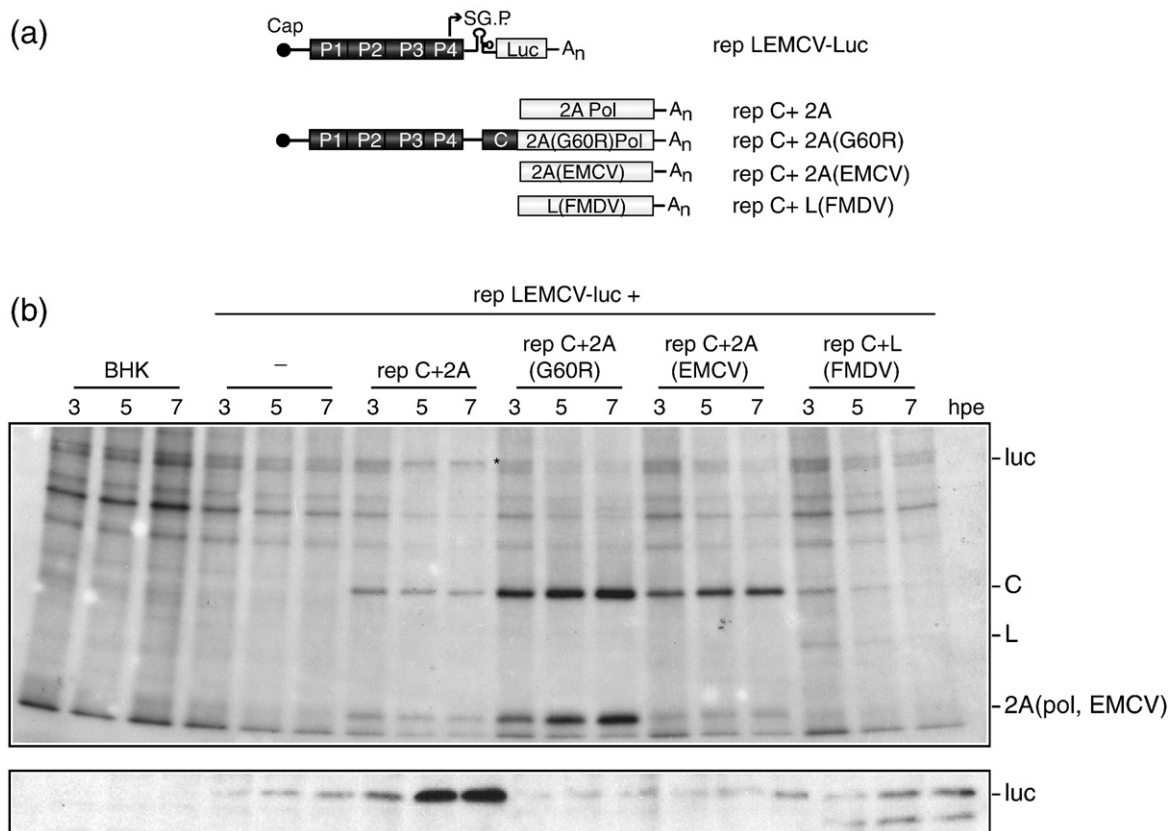 (a)
Cap
SG.P.
P1 P2 P3 P4 Luc An rep LEMCV-Luc
2A Pol An rep C+ 2A
P1 P2 P3 P4 C 2A(G60R)Pol An rep C+ 2A(G60R)
2A(EMCV) An rep C+ 2A(EMCV)
L(FMDV) An rep C+ L(FMDV)
(b)
rep LEMCV-luc +
BHK – rep C+2A rep C+2A (G60R) rep C+2A (EMCV) rep C+L (FMDV)
3 5 7 3 5 7 3 5 7 3 5 7 3 5 7 3 5 7 hpe
* -luc
-C
-L
-2A(pol, EMCV)
-luc